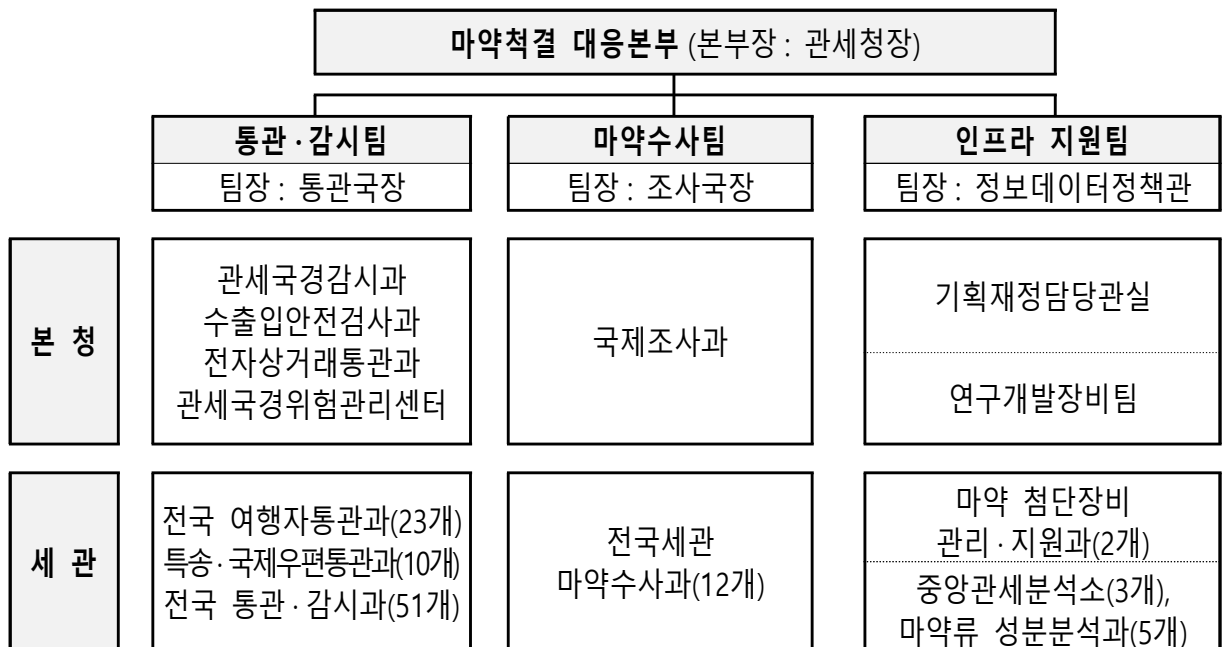 마약척결 대응본부 (본부장 : 관세청장)
통관·감시팀
팀장 : 통관국장
마약수사팀
팀장 : 조사국장
인프라 지원팀
팀장 : 정보데이터정책관
본 청
관세국경감시과
수출입안전검사과
전자상거래통관과
관세국경위험관리센터
국제조사과
기획재정담당관실
연구개발장비팀
세 관
전국 여행자통관과(23개)
특송·국제우편통관과(10개)
전국 통관·감시과(51개)
전국세관
마약수사과(12개)
마약 첨단장비
관리·지원과(2개)
중앙관세분석소(3개),
마약류 성분분석과(5개)